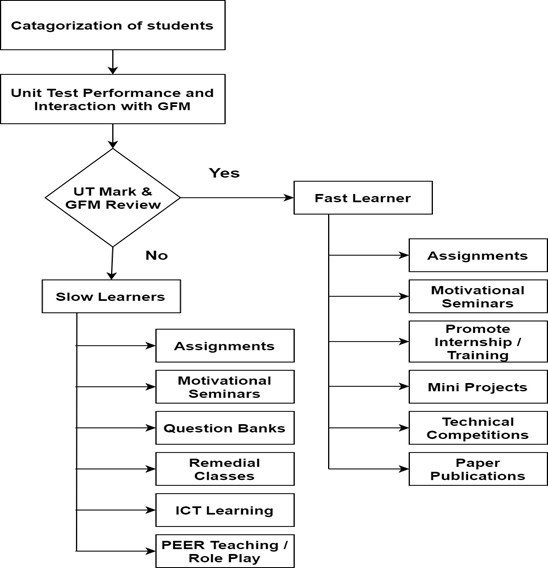 Catagorization of students
Unit Test Performance and
Interaction with GFM
UT Mark &
GFM Review
Yes
No
Fast Learner
Assignments
Motivational
Seminars
Promote
Internship /
Training
Mini Projects
Technical
Competitions
Paper
Publications
Slow Learners
Assignments
Motivational
Seminars
Question Banks
Remedial
Classes
ICT Learning
PEER Teaching /
Role Play